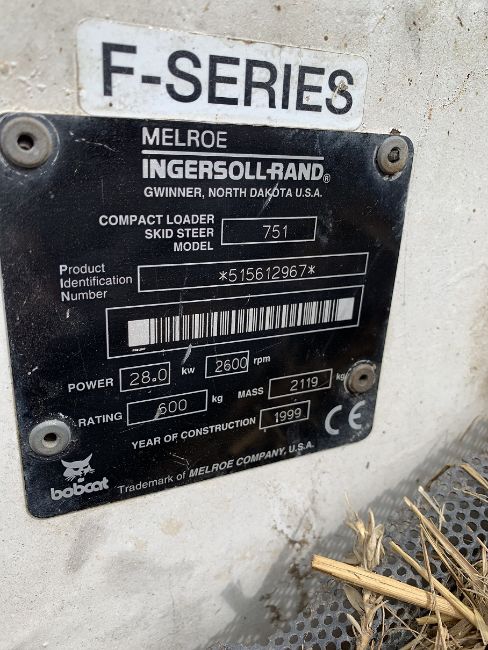 F-SERIES
MELROE
INGERSOLL-RAND®
GWINNER, NORTH DAKOTA U.S.A.
COMPACT LOADER
SKID STEER
MODEL 751
Product
Identification *515612967*
Number
POWER 28.0 kw 2600 rpm
RATING 600 kg MASS 2119 kg
YEAR OF CONSTRUCTION 1999 CE
bobcat Trademark of MELROE COMPANY, U.S.A.